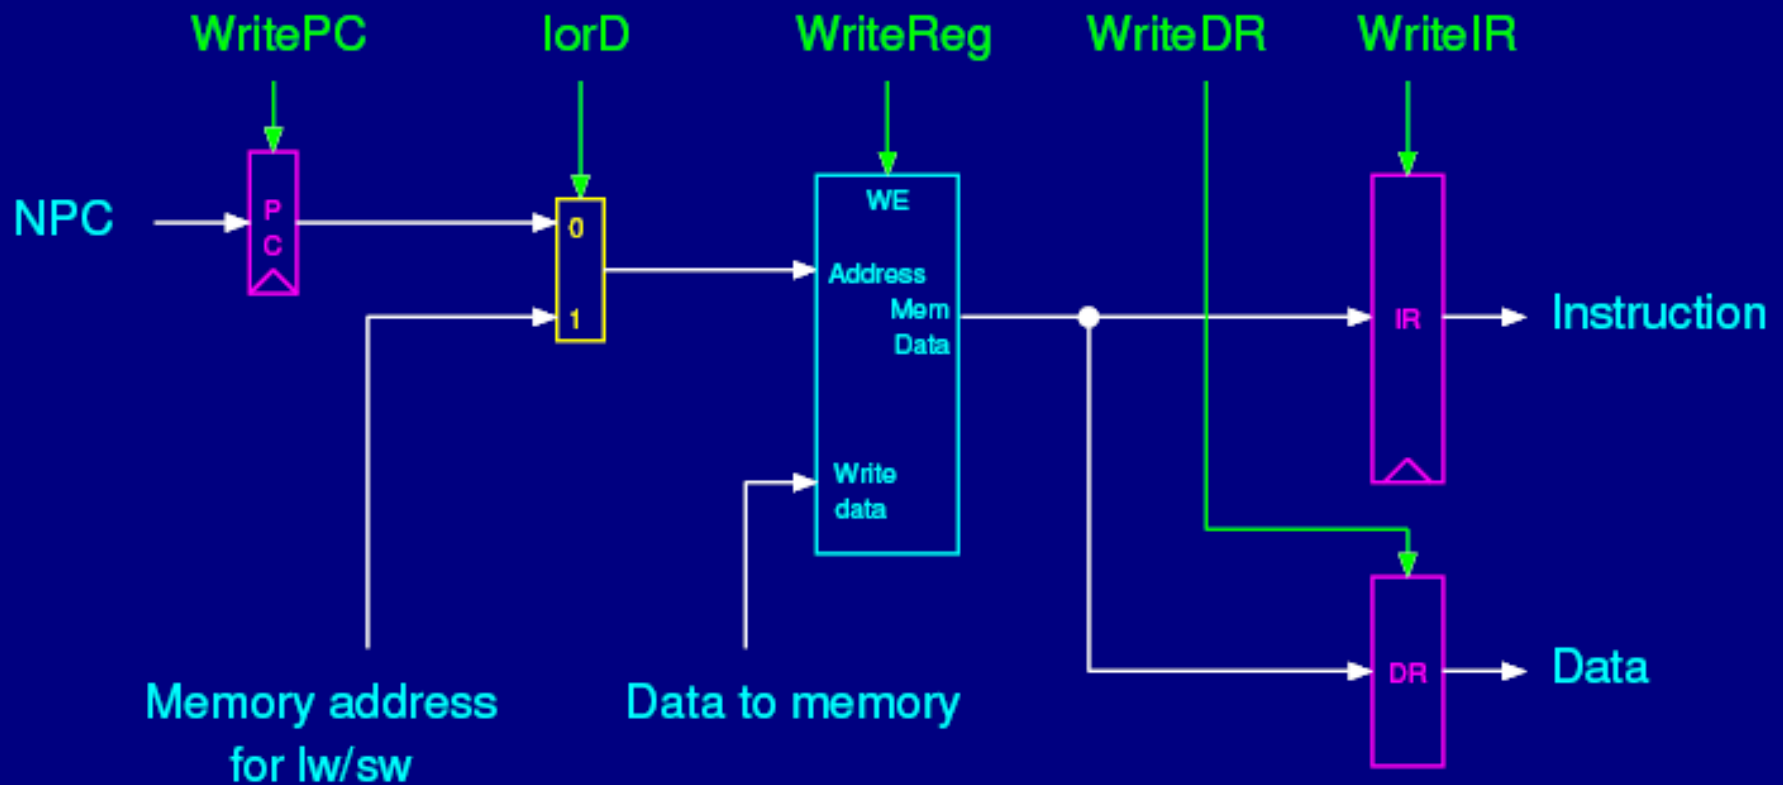 WritePC IorD WriteReg WriteDR WriteIR
NPC
P
C
0
1
WE
Address
Mem
Data
Write
data
IR
Instruction
DR
Data
Memory address
for lw/sw
Data to memory